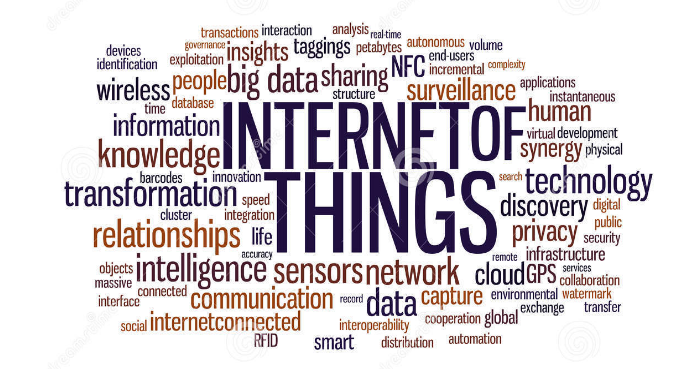 transactions interaction analysis real-time
governance insights taggings petabytes autonomous volume
devices
identification exploitation NFC end-users
incremental complexity
wireless people big data sharing surveillance applications
structure instantaneous
time database
information INTERNET OF human
virtual development
knowledge synergy physical
barcodes innovation THINGS search technology
transformation speed discovery digital
cluster integration public
relationships life privacy security
accuracy remote infrastructure
objects intelligence sensors network cloud GPS services
massive collaboration
connected communication record data capture environmental watermark
interface exchange transfer
social internet connected interoperability cooperation global
RFID smart distribution automation